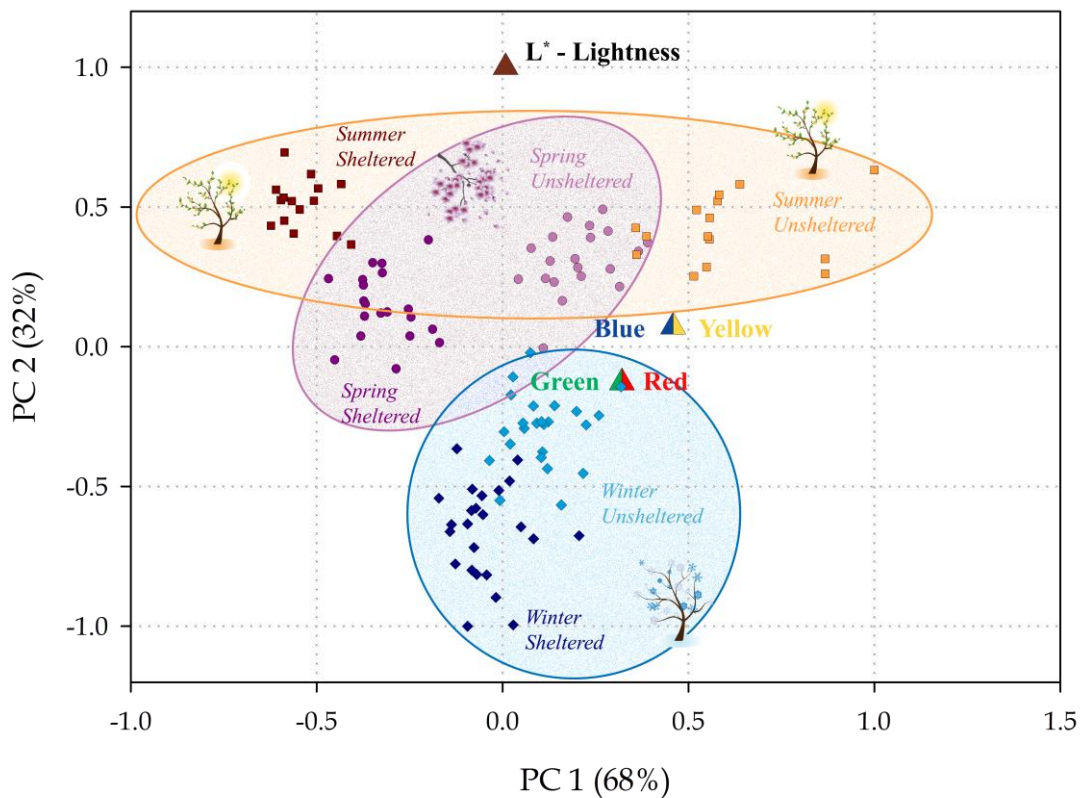 L* - Lightness
1.0
Summer
Sheltered
Spring
Unsheltered
0.5
Summer
Unsheltered
Blue
Yellow
0.0
Green
Red
Spring
Sheltered
-0.5
Winter
Unsheltered
Winter
Sheltered
-1.0
-1.0
-0.5
0.0
0.5
1.0
1.5
PC 2 (32%)
PC 1 (68%)